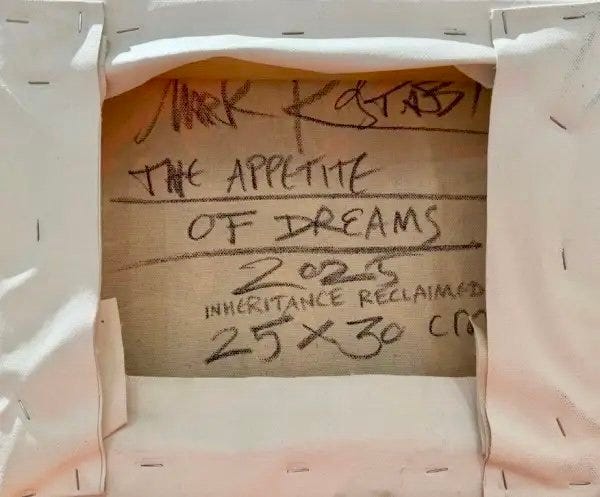 MARK KOSTABI
THE APPETITE
OF DREAMS
2025
INHERITANCE RECLAIMED
25 X 30 cm